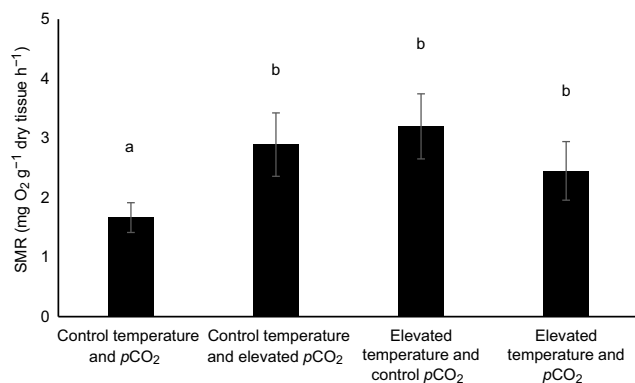 SMR (mg O₂ g⁻¹ dry tissue h⁻¹)
5
4
3
2
1
0
a
b
b
b
Control temperature
and pCO₂
Control temperature
and elevated pCO₂
Elevated
temperature and
control pCO₂
Elevated
temperature and
pCO₂